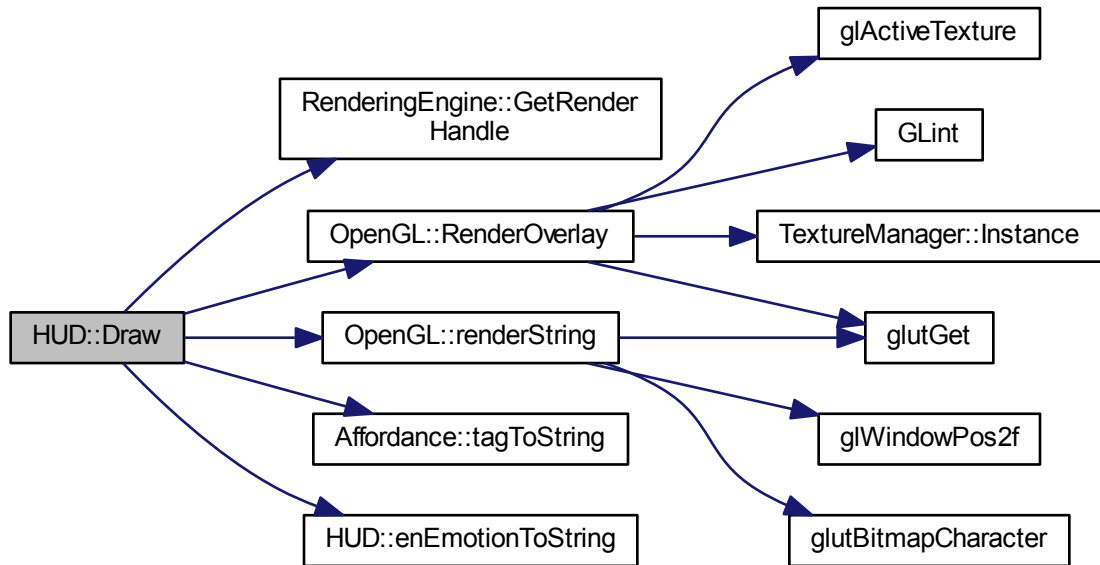 HUD::Draw
RenderingEngine::GetRender
Handle
OpenGL::RenderOverlay
OpenGL::renderString
Affordance::tagToString
HUD::enEmotionToString
glActiveTexture
GLint
TextureManager::Instance
glutGet
glWindowPos2f
glutBitmapCharacter